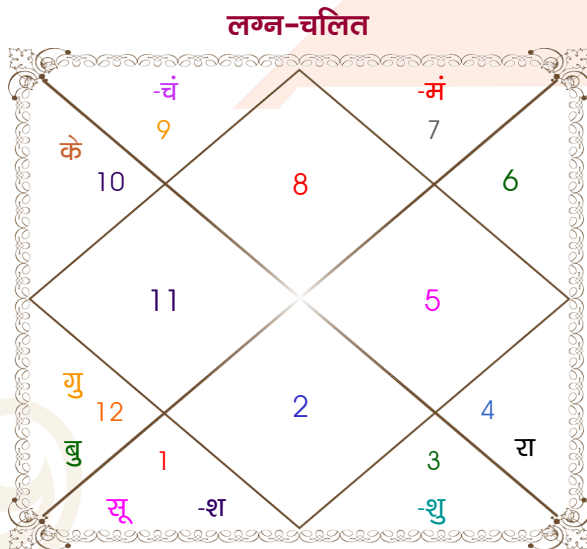 लग्न-चलित
-चं -मं
9 7
के
10 8 6
11 5
गु
12 2 4
बु 1 3 रा
सू -श -शु